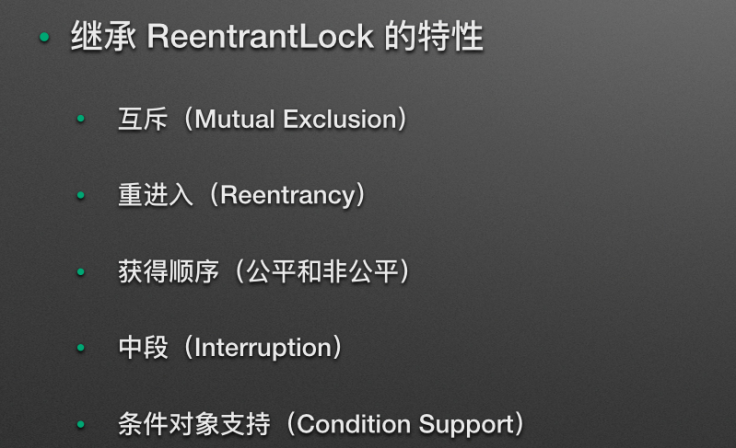 继承 ReentrantLock 的特性
互斥（Mutual Exclusion）
重进入（Reentrancy）
获得顺序（公平和非公平）
中段（Interruption）
条件对象支持（Condition Support）